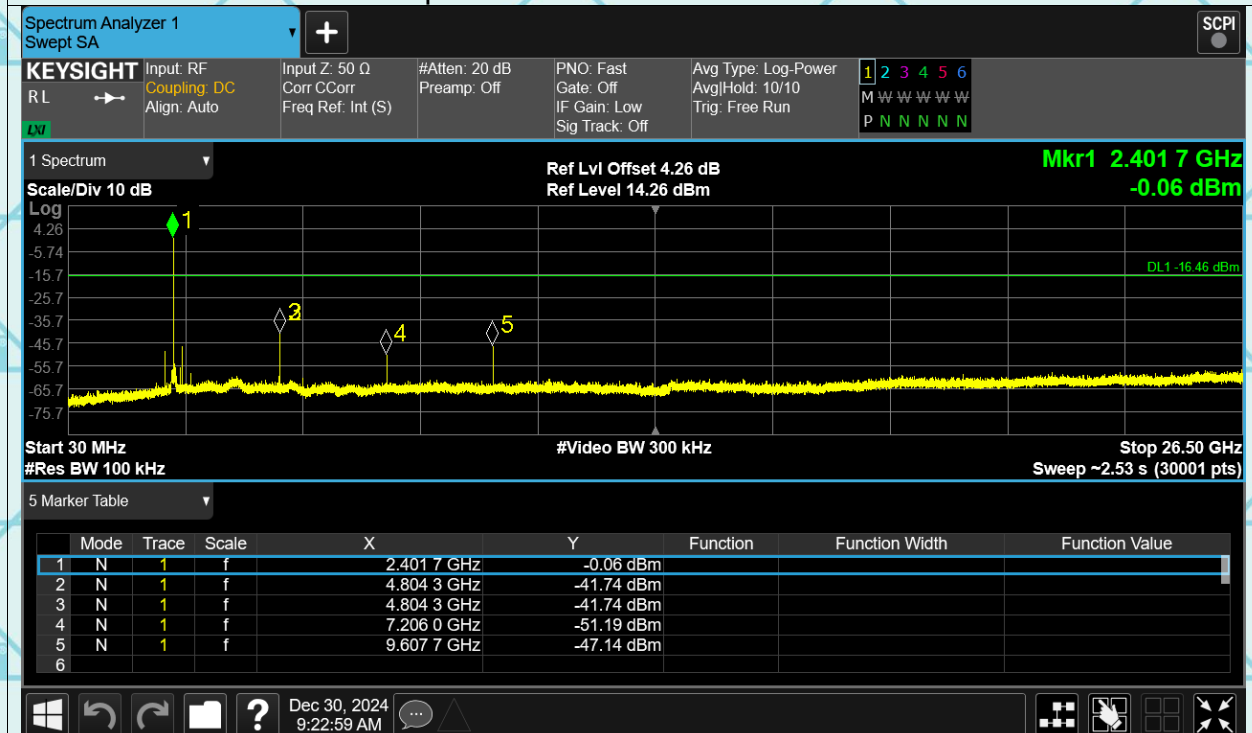 Spectrum Analyzer 1
Swept SA
+
SCPI
KEYSIGHT Input: RF Input Z: 50 Ω #Atten: 20 dB PNO: Fast Avg Type: Log-Power 1 2 3 4 5 6
RL Coupling: DC Corr CCorr Preamp: Off Gate: Off Avg|Hold: 10/10 M W W W W W
Align: Auto Freq Ref: Int (S) IF Gain: Low Trig: Free Run P N N N N N
LXI Sig Track: Off
1 Spectrum Ref Lvl Offset 4.26 dB Mkr1 2.401 7 GHz
Scale/Div 10 dB Ref Level 14.26 dBm -0.06 dBm
Log
1
4.26
-5.74
DL1 -16.46 dBm
-15.7
-25.7
3
-35.7
4 5
-45.7
-55.7
-65.7
-75.7
Start 30 MHz #Video BW 300 kHz Stop 26.50 GHz
#Res BW 100 kHz Sweep ~2.53 s (30001 pts)
5 Marker Table
Mode Trace Scale X Y Function Function Width Function Value
1 N 1 f 2.401 7 GHz -0.06 dBm
2 N 1 f 4.804 3 GHz -41.74 dBm
3 N 1 f 4.804 3 GHz -41.74 dBm
4 N 1 f 7.206 0 GHz -51.19 dBm
5 N 1 f 9.607 7 GHz -47.14 dBm
6
? Dec 30, 2024
9:22:59 AM